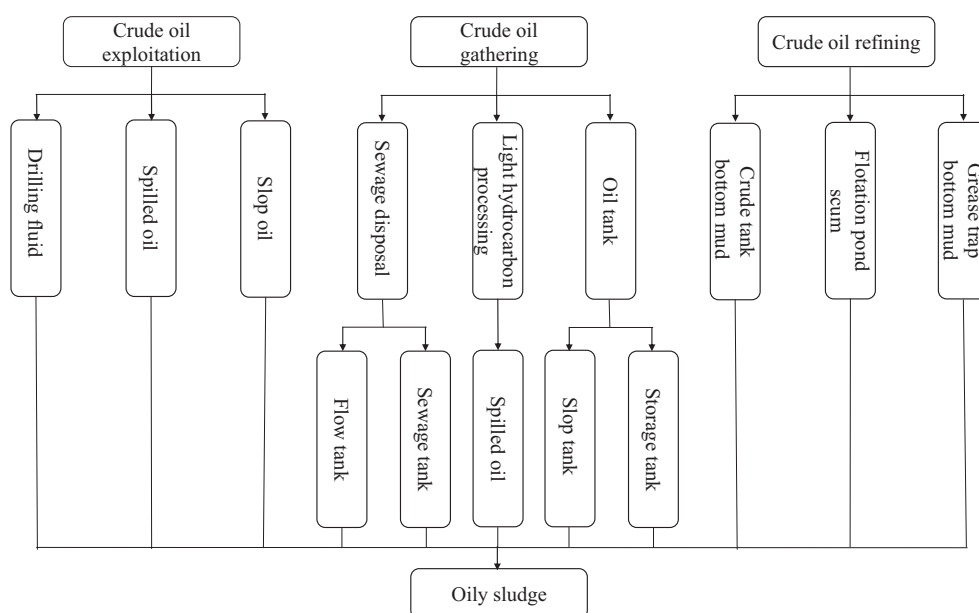 Crude oil
exploitation
Crude oil
gathering
Crude oil refining
Drilling fluid
Spilled oil
Slop oil
Sewage disposal
Light hydrocarbon
processing
Oil tank
Crude tank
bottom mud
Flotation pond
scum
Grease trap
bottom mud
Flow tank
Sewage tank
Spilled oil
Slop tank
Storage tank
Oily sludge